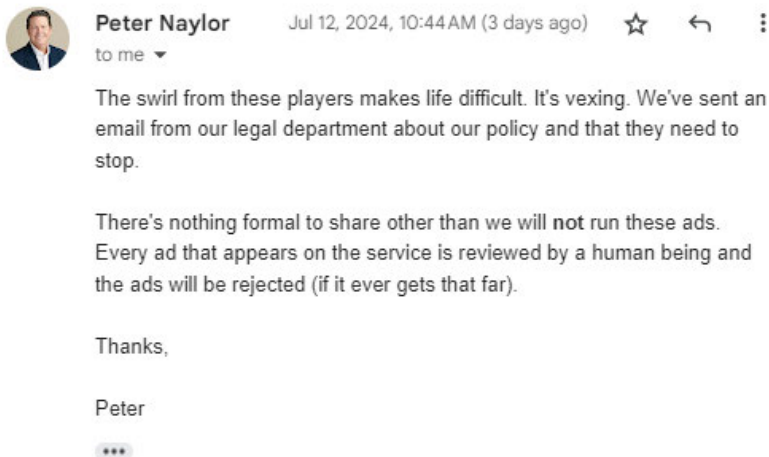 Peter Naylor Jul 12, 2024, 10:44 AM (3 days ago)
to me
The swirl from these players makes life difficult. It's vexing. We've sent an
email from our legal department about our policy and that they need to
stop.
There's nothing formal to share other than we will not run these ads.
Every ad that appears on the service is reviewed by a human being and
the ads will be rejected (if it ever gets that far).
Thanks,
Peter